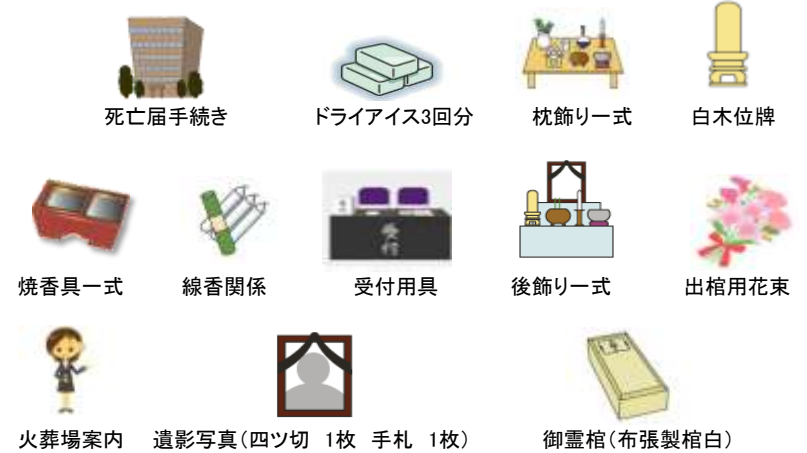 死亡届手続き ドライアイス3回分 枕飾り一式 白木位牌
受付
焼香具一式 線香関係 受付用具 後飾り一式 出棺用花束
火葬場案内 遺影写真（四ツ切 1枚 手札 1枚） 御霊棺（布張製棺白）